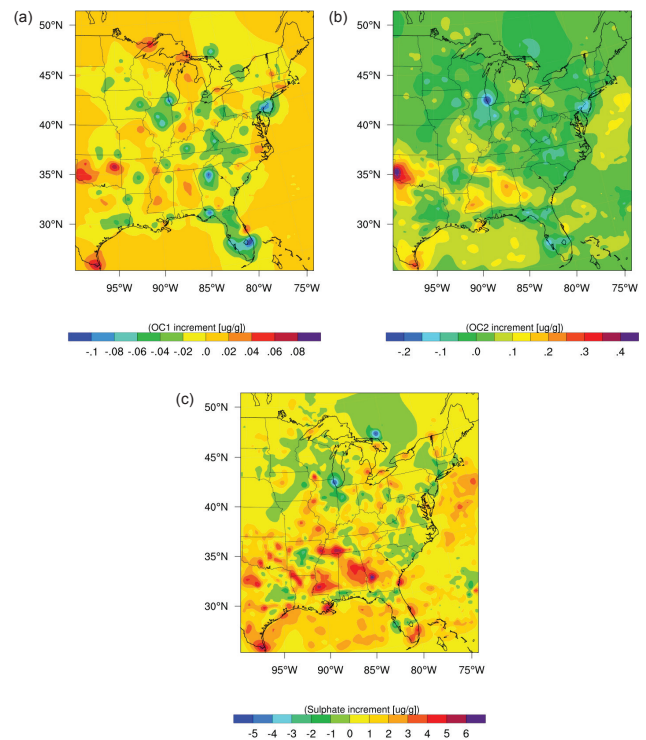 (a)
(b)
50°N
50°N
45°N
45°N
40°N
40°N
35°N
35°N
30°N
30°N
95°W 90°W 85°W 80°W 75°W
95°W 90°W 85°W 80°W 75°W
(OC1 increment [ug/g])
(OC2 increment [ug/g])
-.1 -.08 -.06 -.04 -.02 .0 .02 .04 .06 .08
-.2 -.1 .0 .1 .2 .3 .4
(c)
50°N
45°N
40°N
35°N
30°N
95°W 90°W 85°W 80°W 75°W
(Sulphate increment [ug/g])
-5 -4 -3 -2 -1 0 1 2 3 4 5 6